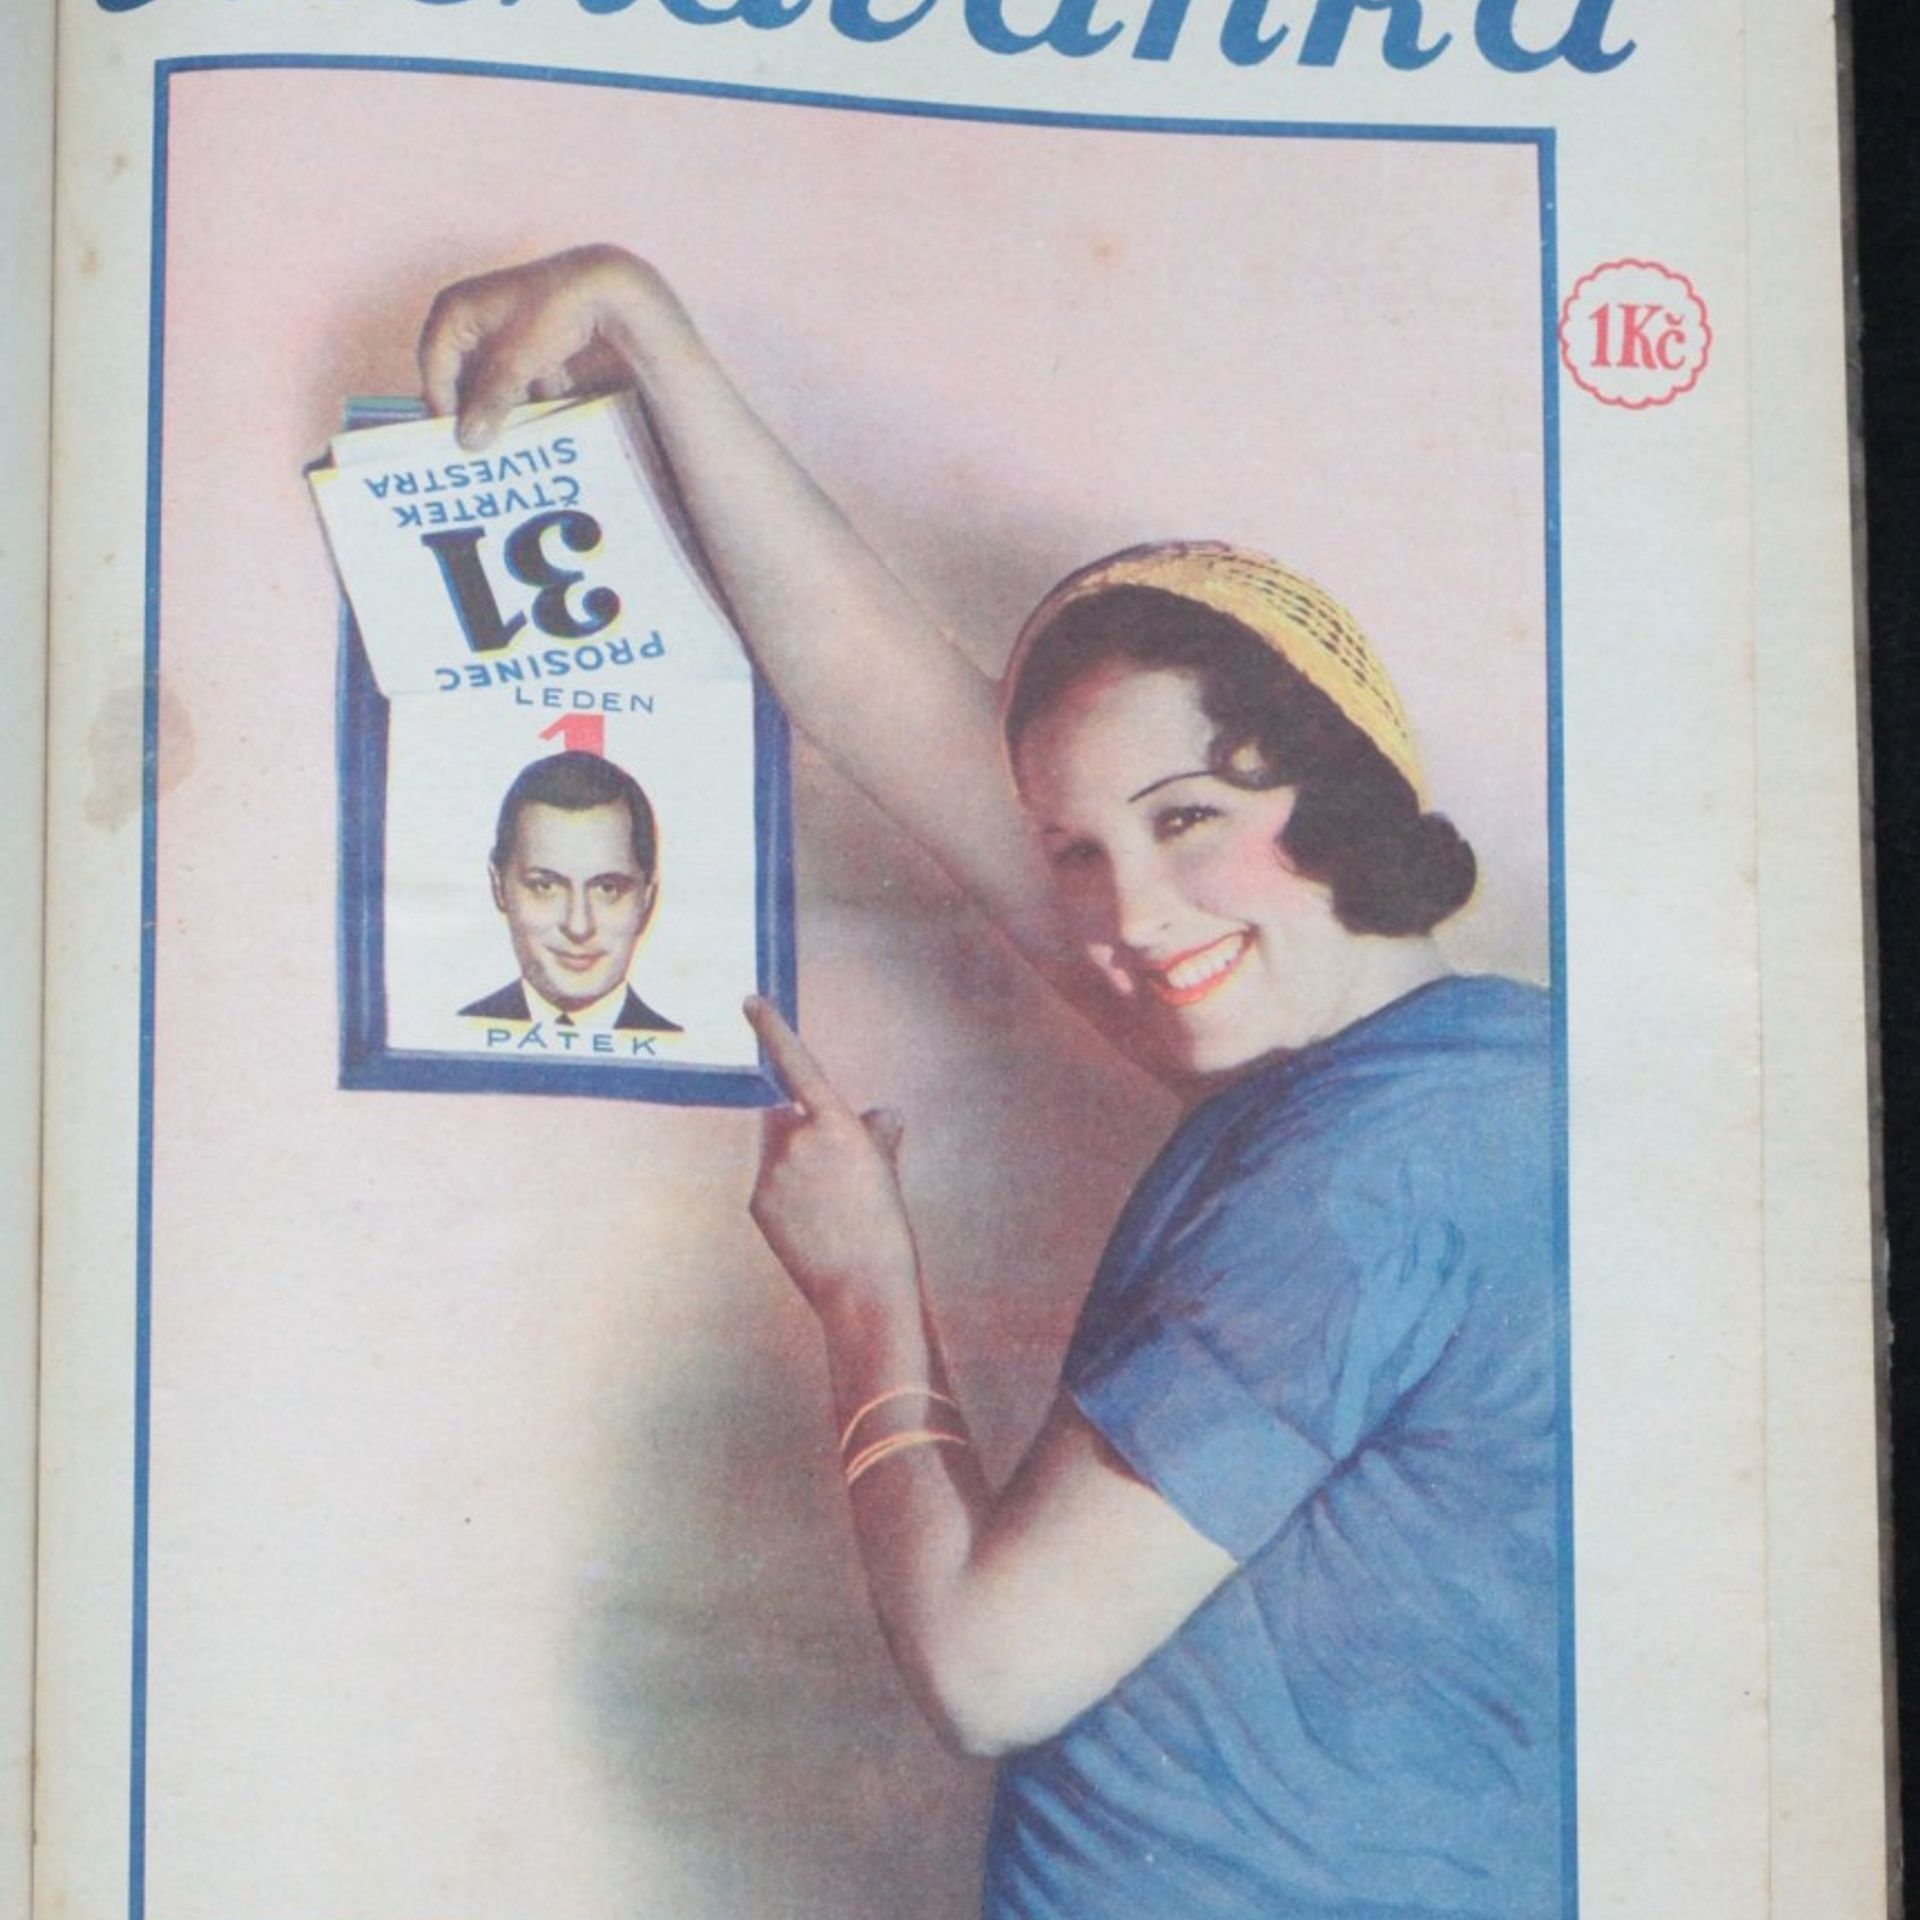 1Kč
SILVESTRA
ČTVRTEK
31
PROSINEC
LEDEN
1
PÁTEK